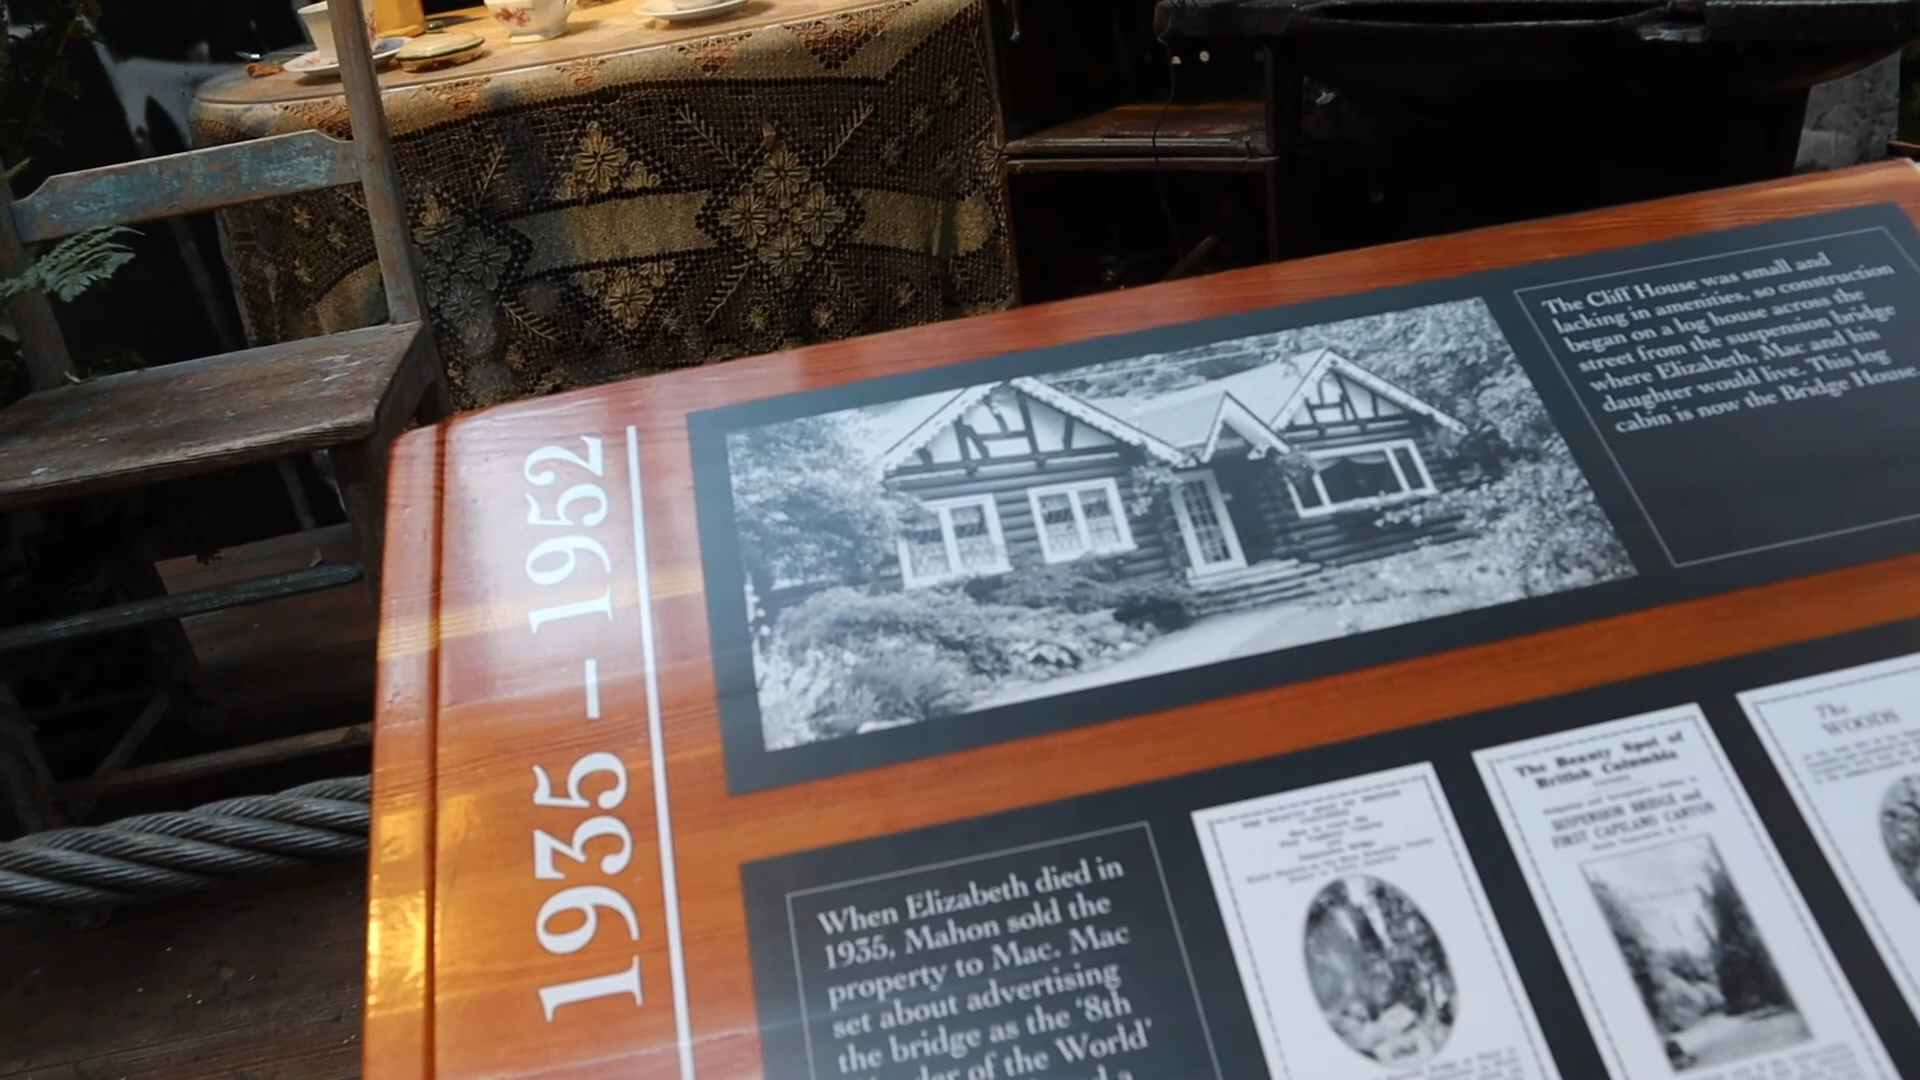 1935 – 1952
The Cliff House was small and
lacking in amenities, so construction
began on a log house across the
street from the suspension bridge
where Elizabeth, Mac and his
daughter would live. This log
cabin is now the Bridge House.
When Elizabeth died in
1935, Mahon sold the
property to Mac. Mac
set about advertising
the bridge as the '8th
of the World'
The Beauty Spot of
British Columbia
SUSPENSION BRIDGE and
FIRST CAPILANO CANYON
The
WOODS